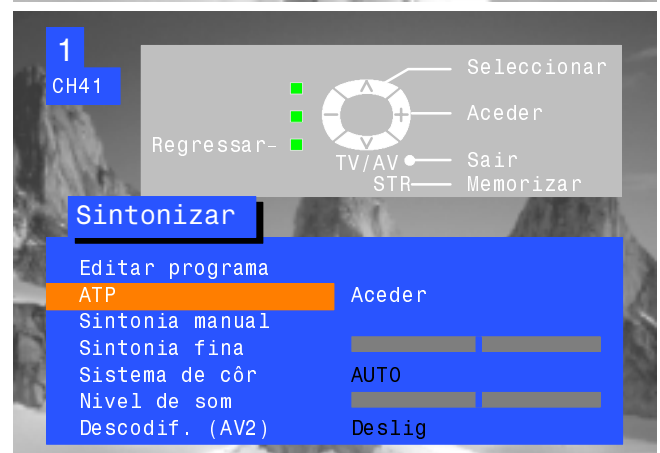 1
CH41
Seleccionar
Aceder
Regressar
TV/AV Sair
STR Memorizar
Sintonizar
Editar programa
ATP Aceder
Sintonia manual
Sintonia fina
Sistema de côr AUTO
Nivel de som
Descodif. (AV2) Deslig